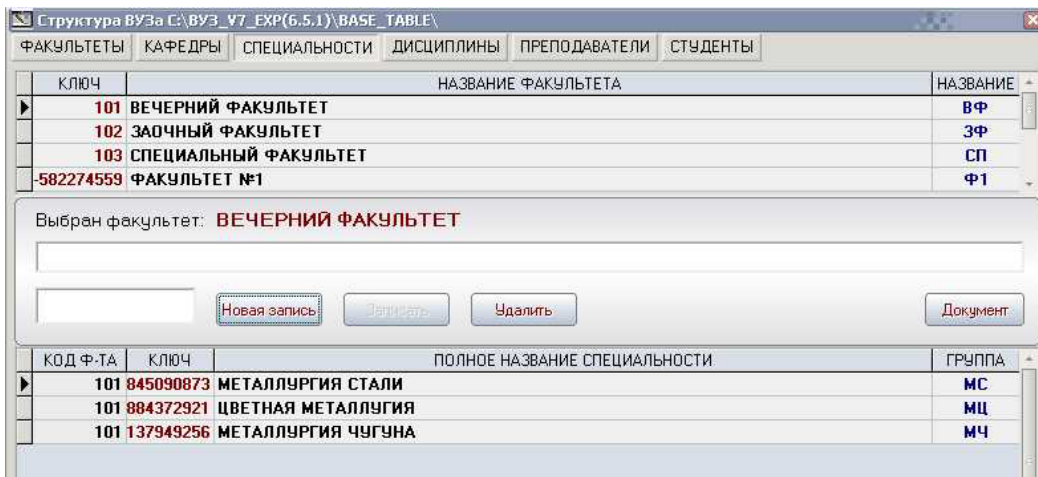 Структура ВУЗа C:\ВУЗ_V7_EXP(6.5.1)\BASE_TABLE\
ФАКУЛЬТЕТЫ КАФЕДРЫ СПЕЦИАЛЬНОСТИ ДИСЦИПЛИНЫ ПРЕПОДАВАТЕЛИ СТУДЕНТЫ
КЛЮЧ НАЗВАНИЕ ФАКУЛЬТЕТА НАЗВАНИЕ
101 ВЕЧЕРНИЙ ФАКУЛЬТЕТ ВФ
102 ЗАОЧНЫЙ ФАКУЛЬТЕТ ЗФ
103 СПЕЦИАЛЬНЫЙ ФАКУЛЬТЕТ СП
-582274559 ФАКУЛЬТЕТ №1 Ф1
Выбран факультет: ВЕЧЕРНИЙ ФАКУЛЬТЕТ
Новая запись Записать Удалить Документ
КОД Ф-ТА КЛЮЧ ПОЛНОЕ НАЗВАНИЕ СПЕЦИАЛЬНОСТИ ГРУППА
101 845090873 МЕТАЛЛУРГИЯ СТАЛИ МС
101 884372921 ЦВЕТНАЯ МЕТАЛЛУГИЯ МЦ
101 137949256 МЕТАЛЛУРГИЯ ЧУГУНА МЧ